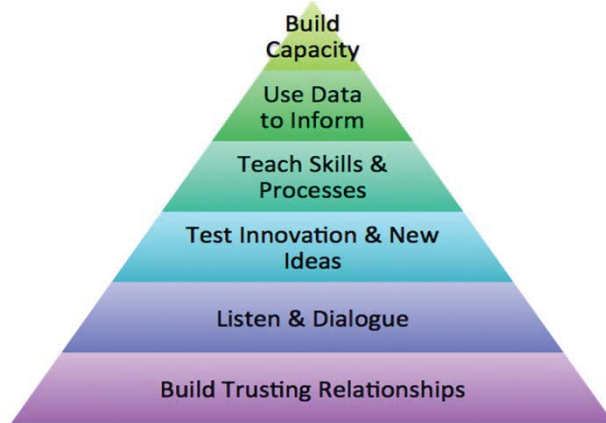 Build
Capacity
Use Data
to Inform
Teach Skills &
Processes
Test Innovation & New
Ideas
Listen & Dialogue
Build Trusting Relationships